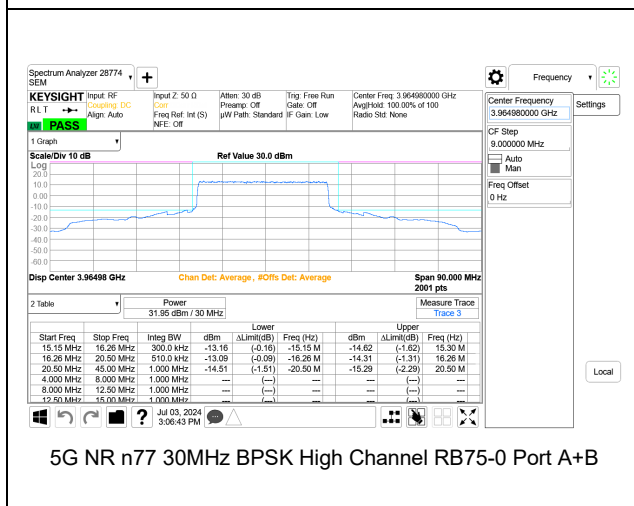 Spectrum Analyzer 28774
SEM
+
Frequency
KEYSIGHT
RLT
LXI PASS
Input: RF
Coupling: DC
Align: Auto
Input Z: 50 Ω
Corr
Freq Ref: Int (S)
NFE: Off
Atten: 30 dB
Preamp: Off
µW Path: Standard
Trig: Free Run
Gate: Off
IF Gain: Low
Center Freq: 3.964980000 GHz
Avg|Hold: 100.00% of 100
Radio Std: None
Center Frequency
3.964980000 GHz
Settings
CF Step
9.000000 MHz
Auto
Man
Freq Offset
0 Hz
Local
1 Graph
Scale/Div 10 dB Ref Value 30.0 dBm
Log
20.0
10.0
0.00
-10.0
-20.0
-30.0
-40.0
-50.0
-60.0
Disp Center 3.96498 GHz Chan Det: Average, #Offs Det: Average Span 90.000 MHz
2001 pts
2 Table Power Measure Trace
31.95 dBm / 30 MHz Trace 3
Lower Upper
Start Freq Stop Freq Integ BW dBm ΔLimit(dB) Freq (Hz) dBm ΔLimit(dB) Freq (Hz)
15.15 MHz 16.26 MHz 300.0 kHz -13.16 (-0.16) -15.15 M -14.62 (-1.62) 15.30 M
16.26 MHz 20.50 MHz 510.0 kHz -13.09 (-0.09) -16.26 M -14.31 (-1.31) 16.26 M
20.50 MHz 45.00 MHz 1.000 MHz -14.51 (-1.51) -20.50 M -15.29 (-2.29) 20.50 M
4.000 MHz 8.000 MHz 1.000 MHz --- (---) --- --- (---) ---
8.000 MHz 12.50 MHz 1.000 MHz --- (---) --- --- (---) ---
12.50 MHz 15.00 MHz 1.000 MHz --- (---) --- --- (---) ---
? Jul 03, 2024
3:06:43 PM
5G NR n77 30MHz BPSK High Channel RB75-0 Port A+B